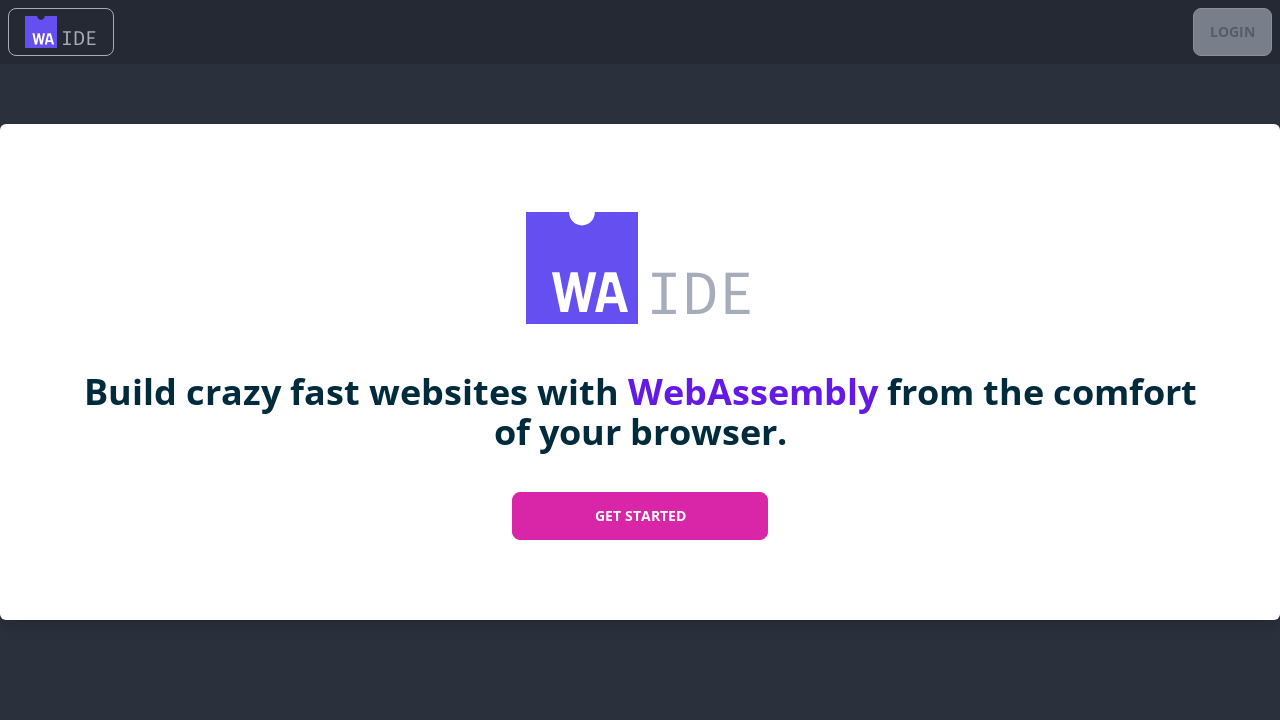 WA IDE
LOGIN
WA IDE
Build crazy fast websites with WebAssembly from the comfort
of your browser.
GET STARTED